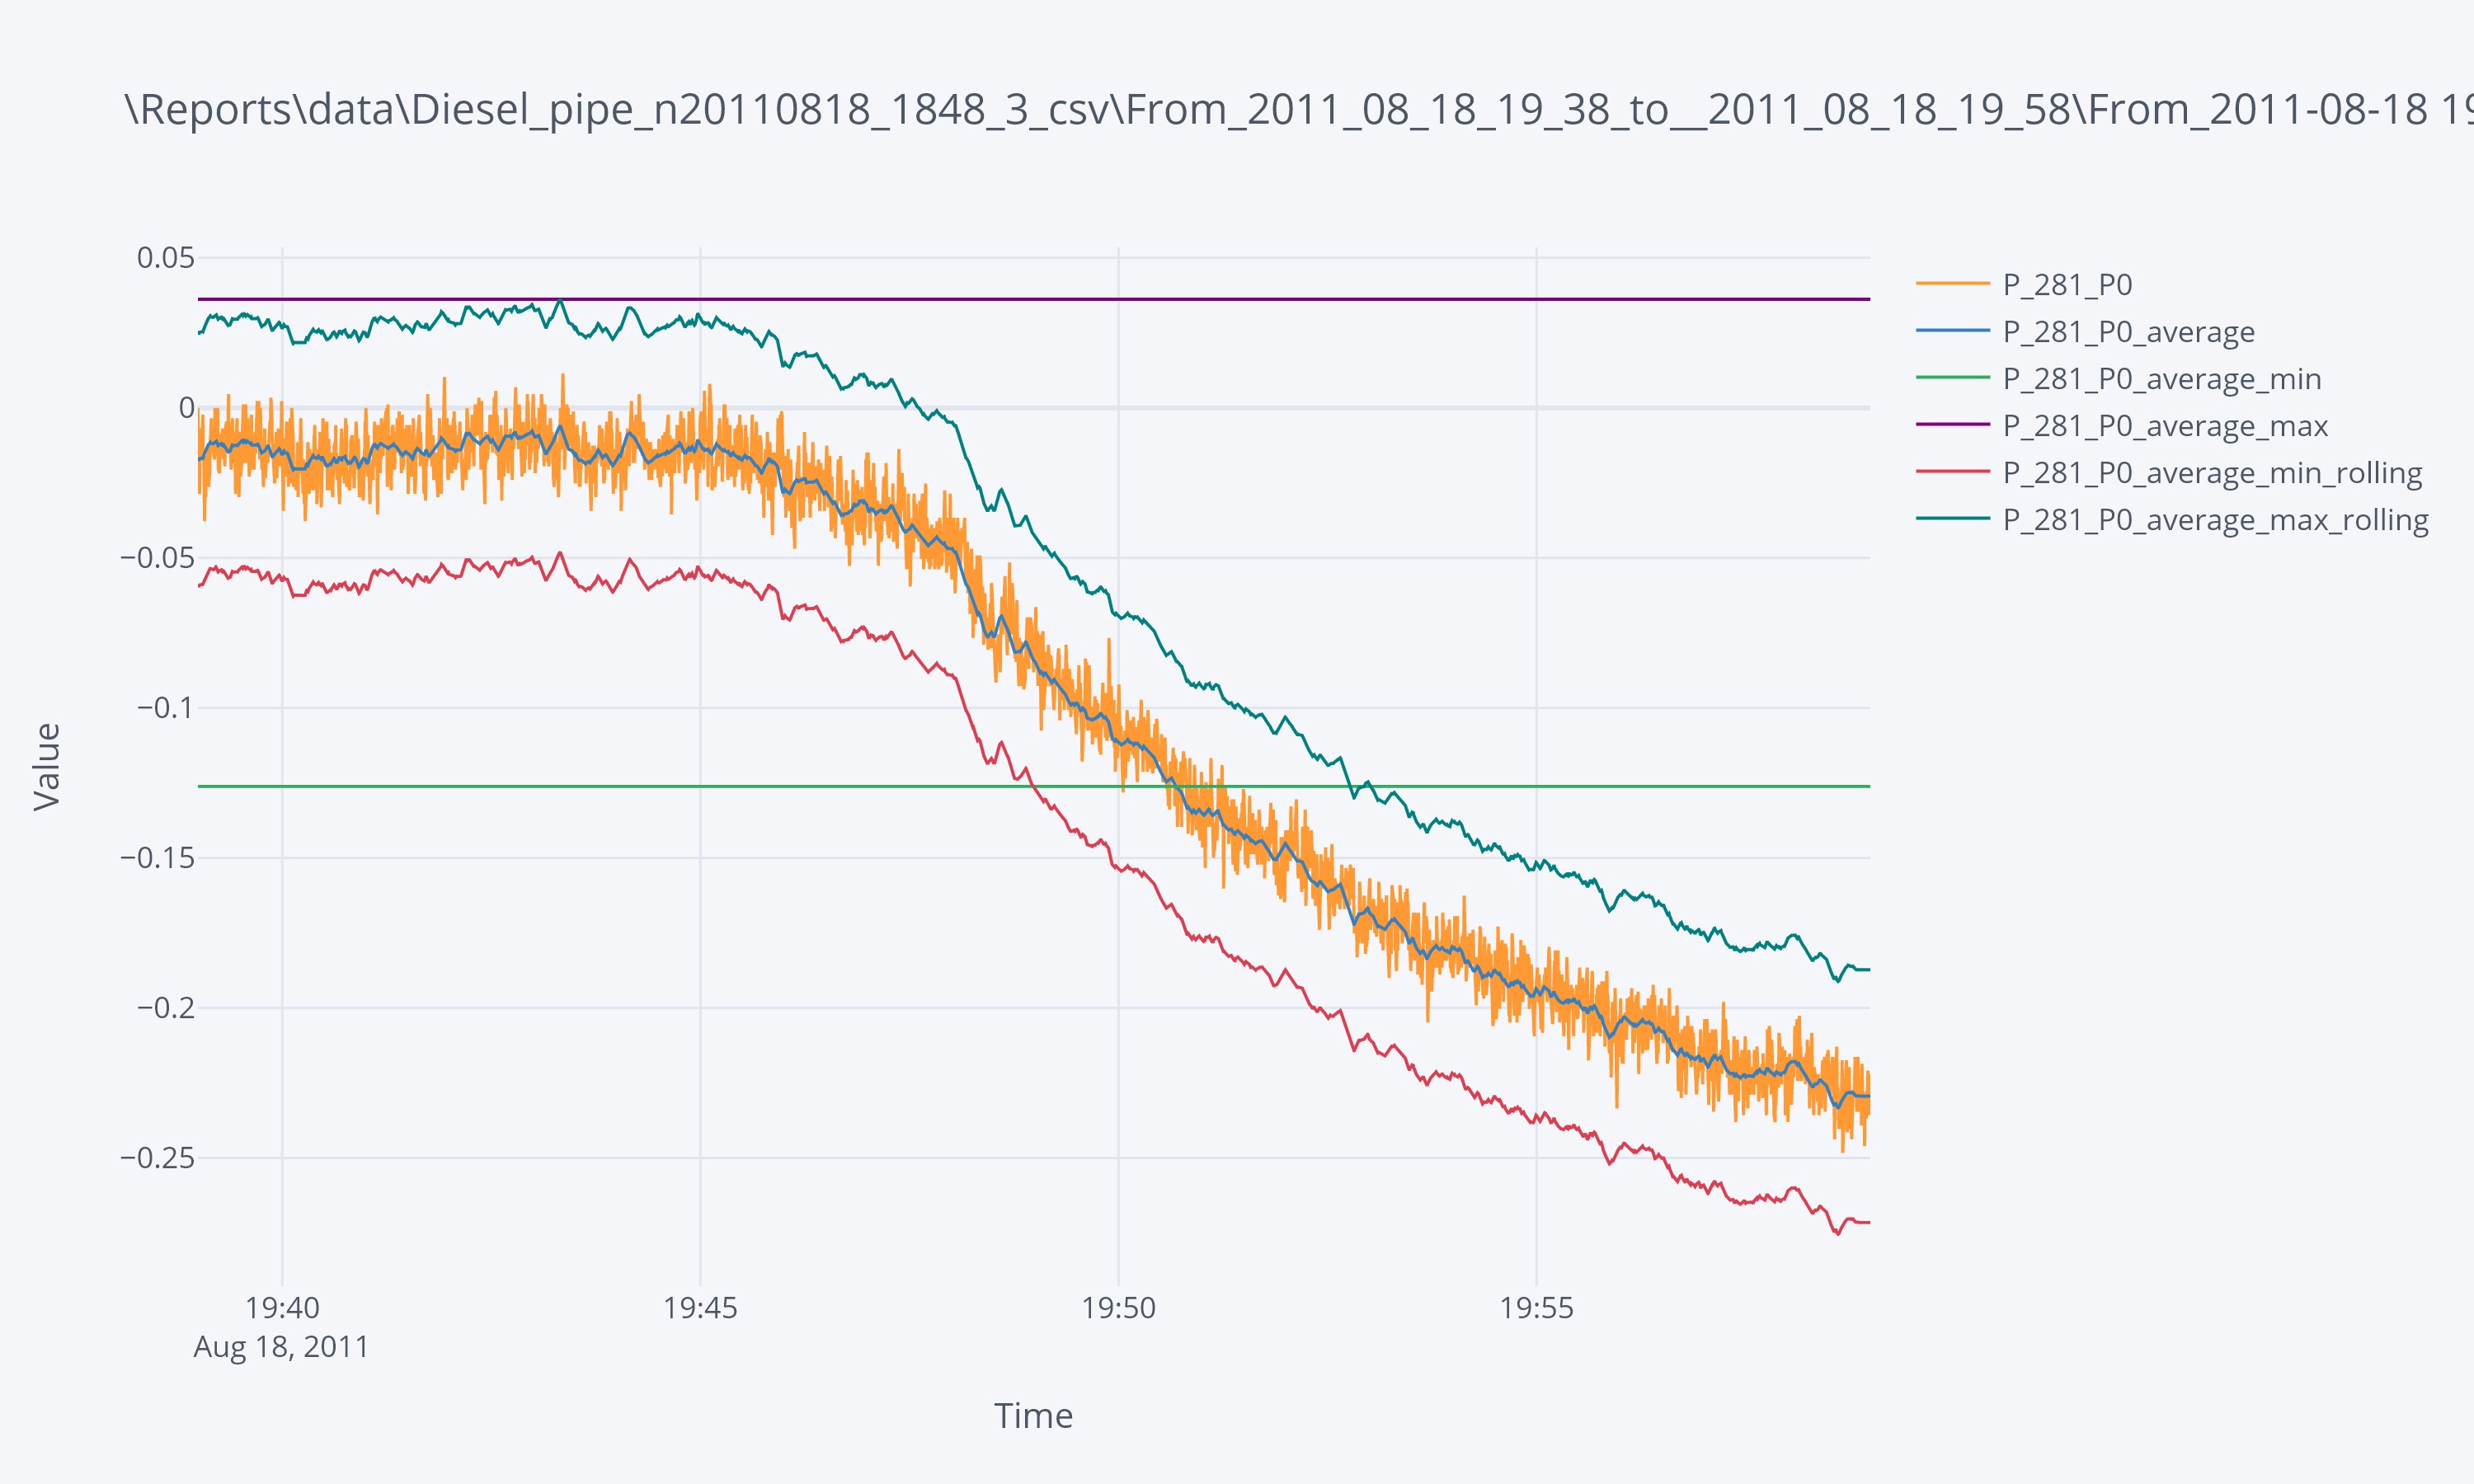 \Reports\data\Diesel_pipe_n20110818_1848_3_csv\From_2011_08_18_19_38_to__2011_08_18_19_58\From_2011-08-18 19
0.05
0
−0.05
−0.1
−0.15
−0.2
−0.25
Value
19:40
Aug 18, 2011
19:45
19:50
19:55
Time
P_281_P0
P_281_P0_average
P_281_P0_average_min
P_281_P0_average_max
P_281_P0_average_min_rolling
P_281_P0_average_max_rolling